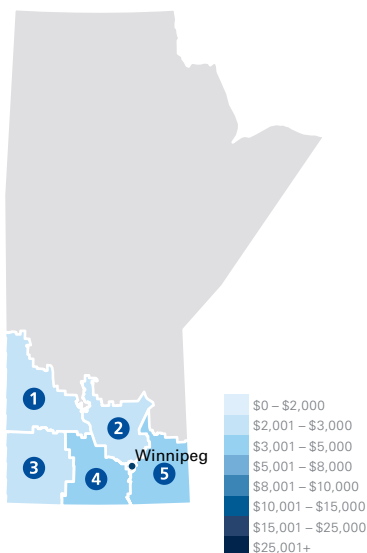 1
2
Winnipeg
3
4
5
$0 – $2,000
$2,001 – $3,000
$3,001 – $5,000
$5,001 – $8,000
$8,001 – $10,000
$10,001 – $15,000
$15,001 – $25,000
$25,001+